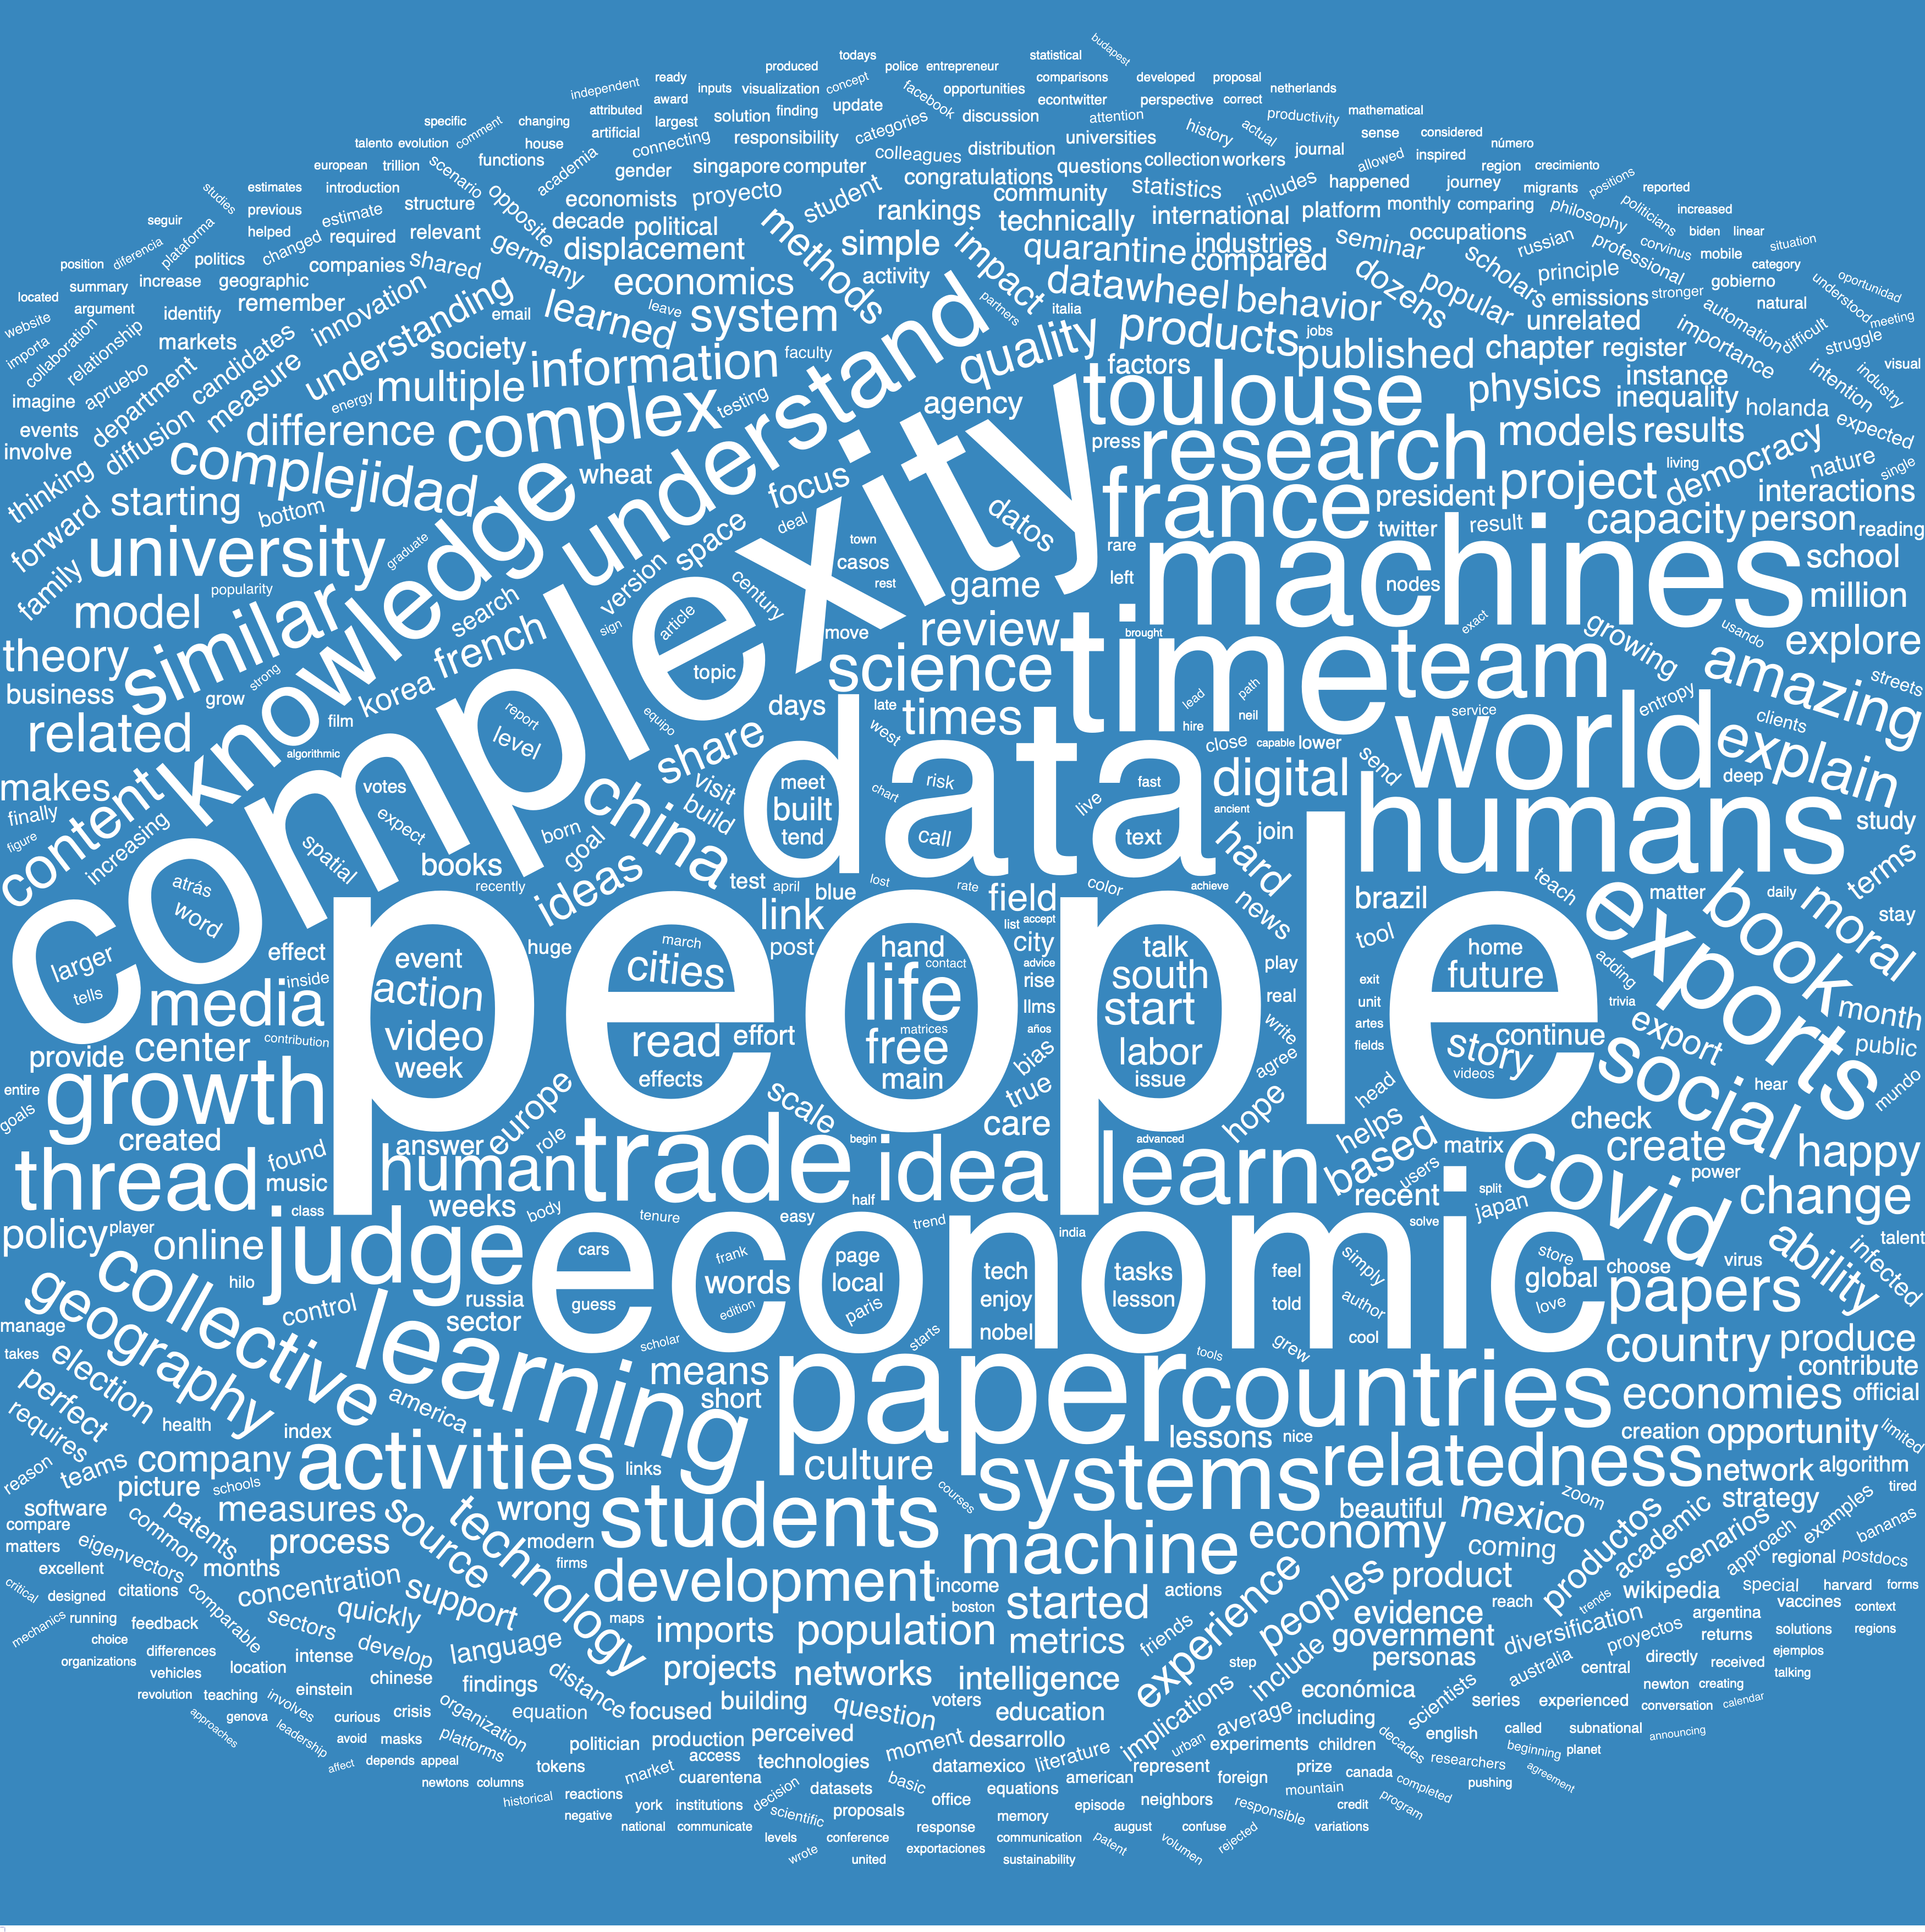 budapest
todays
statistical
produced
police
entrepreneur
ready
inputs
visualization
concept
comparisons
developed
proposal
independent
award
facebook
opportunities
netherlands
attributed
largest
solution
finding
update
econtwitter
perspective
correct
mathematical
specific
changing
artificial
connecting
responsibility
categories
discussion
attention
history
actual
productivity
sense
considered
número
talento
evolution
comment
house
functions
academia
gender
singapore
computer
colleagues
distribution
universities
questions
collection
workers
journal
allowed
inspired
region
crecimiento
european
trillion
scenario
opposite
economists
proyecto
student
congratulations
community
statistics
includes
happened
journey
migrants
positions
reported
studies
estimates
introduction
structure
decade
political
methods
rankings
technically
international
platform
monthly
comparing
philosophy
politicians
increased
seguir
previous
estimate
helped
changed
required
relevant
germany
displacement
simple
impact
quarantine
industries
compared
seminar
occupations
russian
professional
corvinus
biden
linear
situation
position
diferencia
plataforma
politics
companies
shared
economics
activity
datawheel
behavior
dozens
popular
scholars
principle
mobile
category
located
summary
increase
geographic
innovation
understanding
email
learned
leave
system
partners
italia
products
jobs
emissions
stronger
gobierno
natural
understood
oportunidad
website
argument
identify
remember
markets
society
information
faculty
quality
factors
published
chapter
register
unrelated
importance
automation
difficult
meeting
struggle
importa
collaboration
relationship
candidates
measure
energy
multiple
testing
understand
agency
toulouse
physics
instance
inequality
intention
industry
visual
imagine
apruebo
department
diffusion
difference
complex
complexity
press
research
models
results
holanda
expected
events
involve
thinking
complejidad
knowledge
wheat
focus
datos
france
president
project
living
democracy
nature
single
starting
bottom
deal
space
town
rare
twitter
result
capacity
person
interactions
reading
forward
university
graduate
version
century
casos
rest
game
left
machines
nodes
school
family
popularity
similar
search
sign
article
move
review
time
brought
exact
million
model
french
topic
science
team
growing
usando
explore
theory
business
grow
strong
korea
film
report
level
equipo
days
late
times
lead
path
hire
neil
service
entropy
amazing
streets
related
algorithmic
share
west
close
capable
lower
send
world
clients
explain
makes
content
votes
visit
data
meet
risk
fast
digital
deep
finally
figure
increasing
expect
china
build
built
chart
live
ancient
humans
study
spatial
born
goal
tend
call
text
hard
join
atrás
word
books
recently
ideas
test
april
blue
lost
rate
field
color
achieve
news
brazil
teach
matter
daily
moral
terms
stay
larger
tells
effect
inside
huge
link
post
list
accept
city
tool
exports
book
people
event
march
hand
talk
home
media
action
cities
life
contact
advice
rise
south
play
exit
future
adding
month
contribution
video
read
effort
matrices
llms
start
real
unit
trivia
provide
center
week
effects
free
años
labor
write
artes
continue
export
public
entire
growth
main
bias
issue
agree
fields
story
videos
social
hear
mundo
goals
created
answer
europe
role
scale
true
care
begin
advanced
hope
head
helps
check
thread
found
music
human
trade
idea
learn
based
matrix
users
covid
create
power
happy
policy
player
class
weeks
body
tenure
half
easy
trend
india
recent
split
japan
solve
change
online
hilo
judge
economic
cars
frank
page
tech
tasks
feel
simply
store
choose
virus
ability
infected
talent
control
russia
sector
guess
words
local
edition
paris
enjoy
lesson
told
author
global
love
papers
manage
geography
collective
learning
scholar
starts
nobel
grew
cool
country
produce
takes
election
perfect
america
means
short
paper
tools
countries
contribute
economies
official
requires
health
index
activities
links
culture
courses
lessons
nice
relatedness
creation
opportunity
limited
reason
teams
company
picture
schools
systems
network
algorithm
software
compare
patents
measures
source
technology
wrong
students
beautiful
mexico
zoom
strategy
tired
matters
eigenvectors
common
process
modern
machine
economy
coming
productos
academic
scenarios
approach
examples
bananas
excellent
months
firms
development
income
regional
postdocs
critical
designed
citations
comparable
concentration
support
maps
boston
started
actions
experience
peoples
product
reach
trends
wikipedia
special
harvard
forms
mechanics
running
feedback
sectors
quickly
imports
population
metrics
friends
evidence
government
diversification
argentina
vaccines
context
choice
differences
develop
language
step
include
personas
proyectos
returns
solutions
regions
organizations
vehicles
location
intense
chinese
findings
distance
projects
networks
intelligence
australia
central
directly
received
ejemplos
talking
revolution
teaching
involves
einstein
organization
focused
building
question
voters
education
implications
económica
scientists
series
experienced
newton
creating
conversation
calendar
approaches
genova
leadership
curious
crisis
equation
politician
production
perceived
moment
desarrollo
urban
average
including
english
called
subnational
announcing
avoid
masks
platforms
access
technologies
literature
experiments
children
decades
beginning
planet
affect
depends
appeal
tokens
market
cuarentena
datasets
basic
datamexico
represent
prize
canada
researchers
agreement
newtons
columns
decision
equations
american
foreign
mountain
completed
pushing
historical
reactions
york
institutions
scientific
proposals
office
memory
episode
neighbors
responsible
credit
program
negative
national
communicate
response
august
confuse
variations
levels
conference
communication
patent
rejected
wrote
exportaciones
volumen
united
sustainability